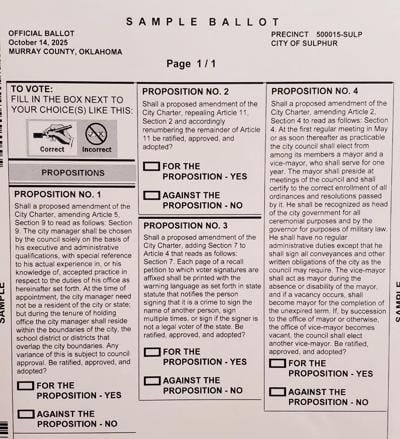 SAMPLE BALLOT
OFFICIAL BALLOT
October 14, 2025
MURRAY COUNTY, OKLAHOMA
PRECINCT 500015-SULP
CITY OF SULPHUR
Page 1 / 1
TO VOTE:
FILL IN THE BOX NEXT TO
YOUR CHOICE(S) LIKE THIS:
Correct Incorrect
PROPOSITIONS
PROPOSITION NO. 1
Shall a proposed amendment of the
City Charter, amending Article 5,
Section 9 to read as follows: Section
9. The city manager shall be chosen
by the council solely on the basis of
his executive and administrative
qualifications, with special reference
to his actual experience in, or his
knowledge of, accepted practice in
respect to the duties of his office as
hereinafter set forth. At the time of
appointment, the city manager need
not be a resident of the city or state;
but during the tenure of holding
office the city manager shall reside
within the boundaries of the city, the
school district or districts that
overlap the city boundaries. Any
variance of this is subject to council
approval. Be ratified, approved, and
adopted?
FOR THE
PROPOSITION - YES
AGAINST THE
PROPOSITION - NO
PROPOSITION NO. 2
Shall a proposed amendment of the
City Charter, repealing Article 11,
Section 2 and accordingly
renumbering the remainder of Article
11 be ratified, approved, and
adopted?
FOR THE
PROPOSITION - YES
AGAINST THE
PROPOSITION - NO
PROPOSITION NO. 3
Shall a proposed amendment of the
City Charter, adding Section 7 to
Article 4 that reads as follows:
Section 7. Each page of a recall
petition to which voter signatures are
affixed shall be printed with the
warning language as set forth in state
statute that notifies the person
signing that it is a crime to sign the
name of another person, sign
multiple times, or sign if the signer is
not a legal voter of the state. Be
ratified, approved, and adopted?
FOR THE
PROPOSITION - YES
AGAINST THE
PROPOSITION - NO
PROPOSITION NO. 4
Shall a proposed amendment of the
City Charter, amending Article 2,
Section 4 to read as follows: Section
4. At the first regular meeting in May
or as soon thereafter as practicable
the city council shall elect from
among its members a mayor and a
vice-mayor, who shall serve for one
year. The mayor shall preside at
meetings of the council and shall
certify to the correct enrollment of all
ordinances and resolutions passed
by it. He shall be recognized as head
of the city government for all
ceremonial purposes and by the
governor for purposes of military law.
He shall have no regular
administrative duties except that he
shall sign all conveyances and other
written obligations of the city as the
council may require. The vice-mayor
shall act as mayor during the
absence or disability of the mayor,
and if a vacancy occurs, shall
become mayor for the completion of
the unexpired term. If, by succession
to the office of mayor or otherwise,
the office of vice-mayor becomes
vacant, the council shall elect
another vice-mayor. Be ratified,
approved, and adopted?
FOR THE
PROPOSITION - YES
AGAINST THE
PROPOSITION - NO
SAMPLE
SAMPLE